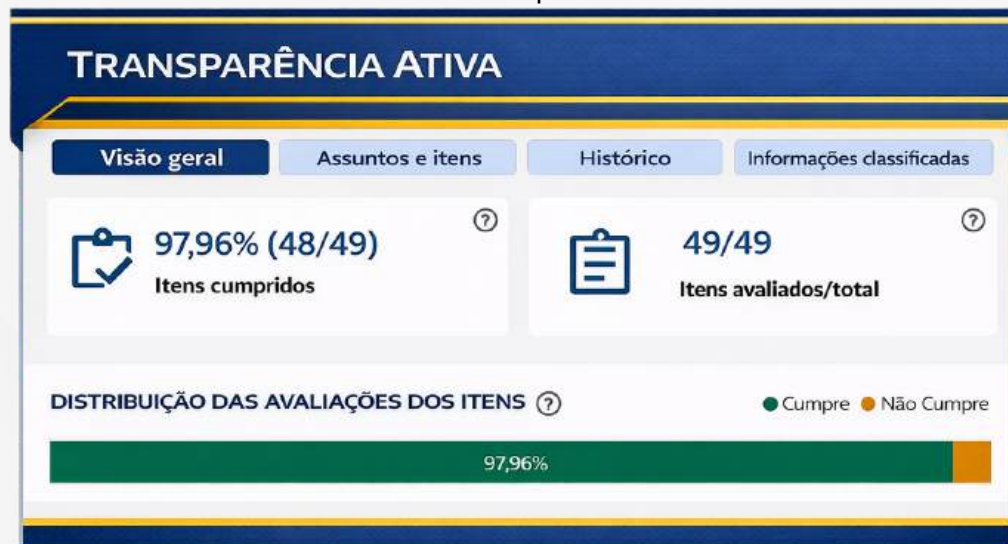 TRANSPARÊNCIA ATIVA
Visão geral Assuntos e itens Histórico Informações classificadas
97,96% (48/49)
Itens cumpridos
49/49
Itens avaliados/total
DISTRIBUIÇÃO DAS AVALIAÇÕES DOS ITENS
Cumpre Não Cumpre
97,96%